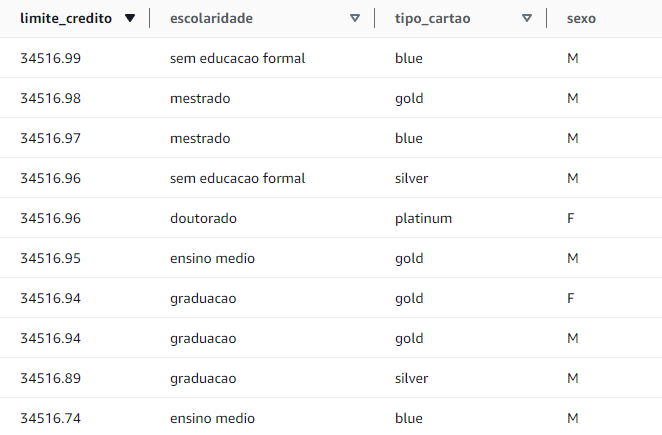 limite_credito escolaridade tipo_cartao sexo
34516.99 sem educacao formal blue M
34516.98 mestrado gold M
34516.97 mestrado blue M
34516.96 sem educacao formal silver M
34516.96 doutorado platinum F
34516.95 ensino medio gold M
34516.94 graduacao gold F
34516.94 graduacao gold M
34516.89 graduacao silver M
34516.74 ensino medio blue M